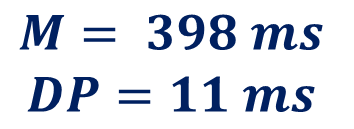 M = 398 ms
DP = 11 ms